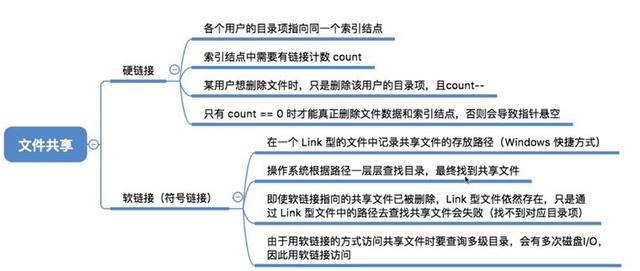 文件共享
硬链接
各个用户的目录项指向同一个索引结点
索引结点中需要有链接计数 count
某用户想删除文件时，只是删除该用户的目录项，且count--
只有 count == 0 时才能真正删除文件数据和索引结点，否则会导致指针悬空
软链接（符号链接）
在一个 Link 型的文件中记录共享文件的存放路径（Windows 快捷方式）
操作系统根据路径一层层查找目录，最终找到共享文件
即使软链接指向的共享文件已被删除，Link 型文件依然存在，只是通
过 Link 型文件中的路径去查找共享文件会失败（找不到对应目录项）
由于用软链接的方式访问共享文件时要查询多级目录，会有多次磁盘I/O，
因此用软链接访问